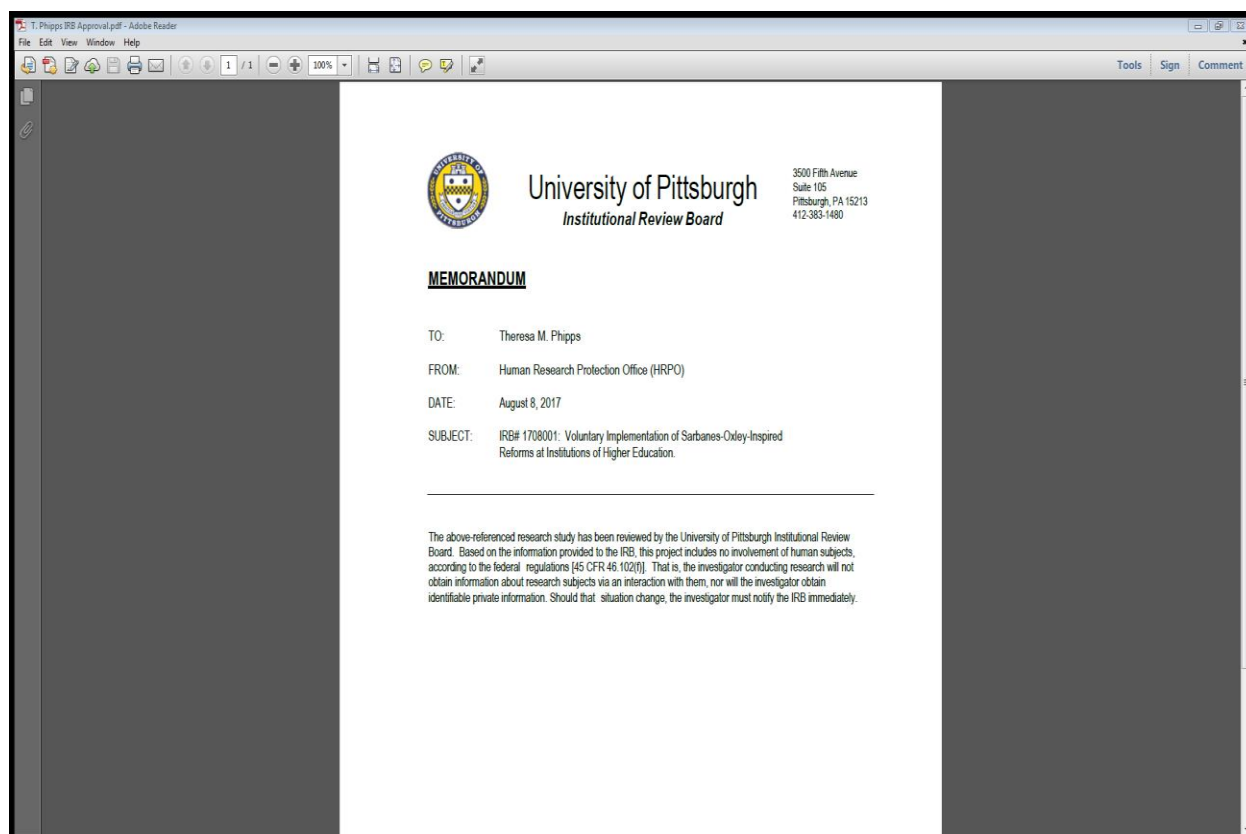 T. Phipps IRB Approval.pdf - Adobe Reader
File Edit View Window Help
1 / 1 100% Tools Sign Comment
UNIVERSITY OF PITTSBURGH
University of Pittsburgh
Institutional Review Board
3500 Fifth Avenue
Suite 105
Pittsburgh, PA 15213
412-383-1480
MEMORANDUM
TO: Theresa M. Phipps
FROM: Human Research Protection Office (HRPO)
DATE: August 8, 2017
SUBJECT: IRB# 1708001: Voluntary Implementation of Sarbanes-Oxley-Inspired
Reforms at Institutions of Higher Education.
The above-referenced research study has been reviewed by the University of Pittsburgh Institutional Review
Board. Based on the information provided to the IRB, this project includes no involvement of human subjects,
according to the federal regulations [45 CFR 46.102(f)]. That is, the investigator conducting research will not
obtain information about research subjects via an interaction with them, nor will the investigator obtain
identifiable private information. Should that situation change, the investigator must notify the IRB immediately.